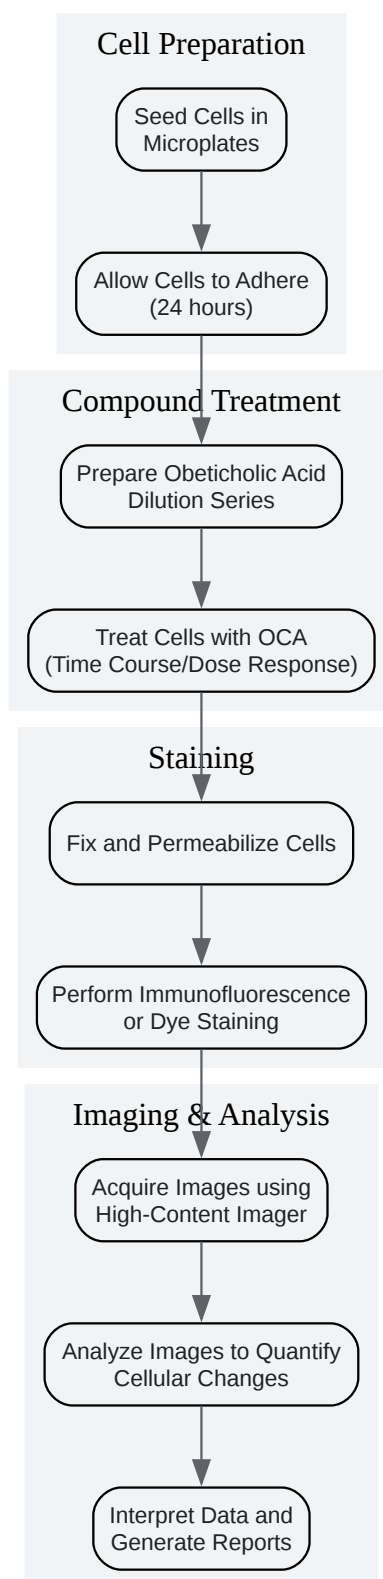 Cell Preparation
Seed Cells in
Microplates
Allow Cells to Adhere
(24 hours)
Compound Treatment
Prepare Obeticholic Acid
Dilution Series
Treat Cells with OCA
(Time Course/Dose Response)
Staining
Fix and Permeabilize Cells
Perform Immunofluorescence
or Dye Staining
Imaging & Analysis
Acquire Images using
High-Content Imager
Analyze Images to Quantify
Cellular Changes
Interpret Data and
Generate Reports